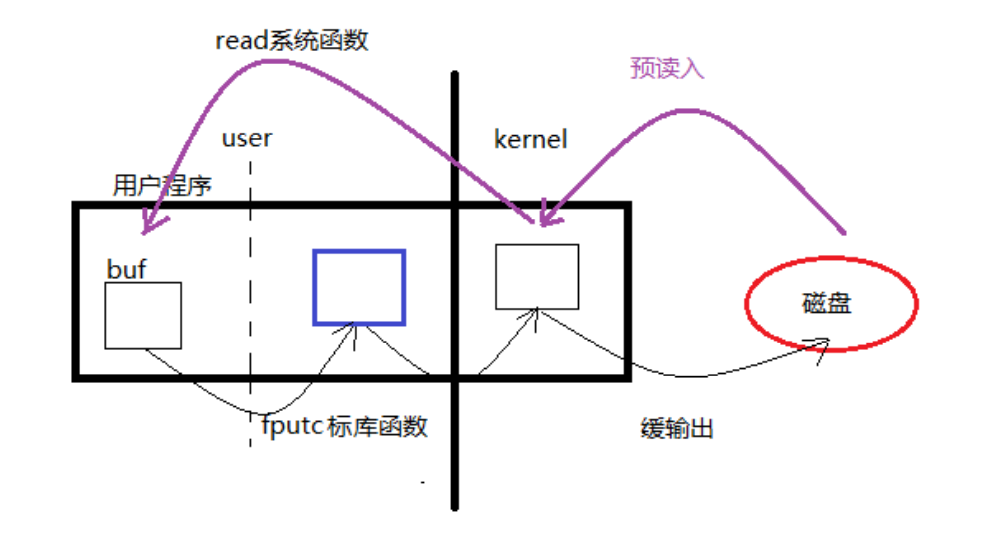 read系统函数
预读入
user
kernel
用户程序
buf
磁盘
fputc标库函数
缓输出